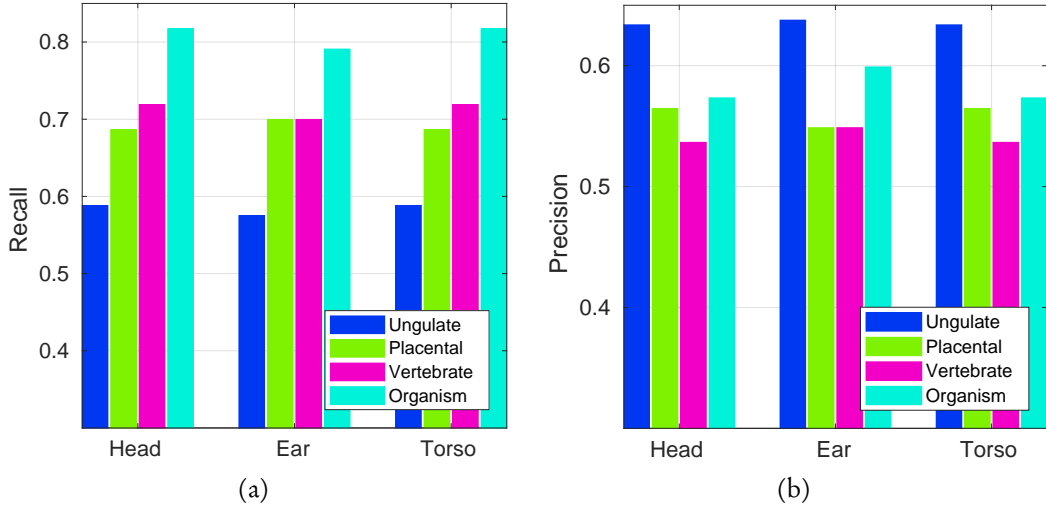 Recall
0.8
0.7
0.6
0.5
0.4
Ungulate
Placental
Vertebrate
Organism
Head Ear Torso
(a)
Precision
0.6
0.5
0.4
Ungulate
Placental
Vertebrate
Organism
Head Ear Torso
(b)